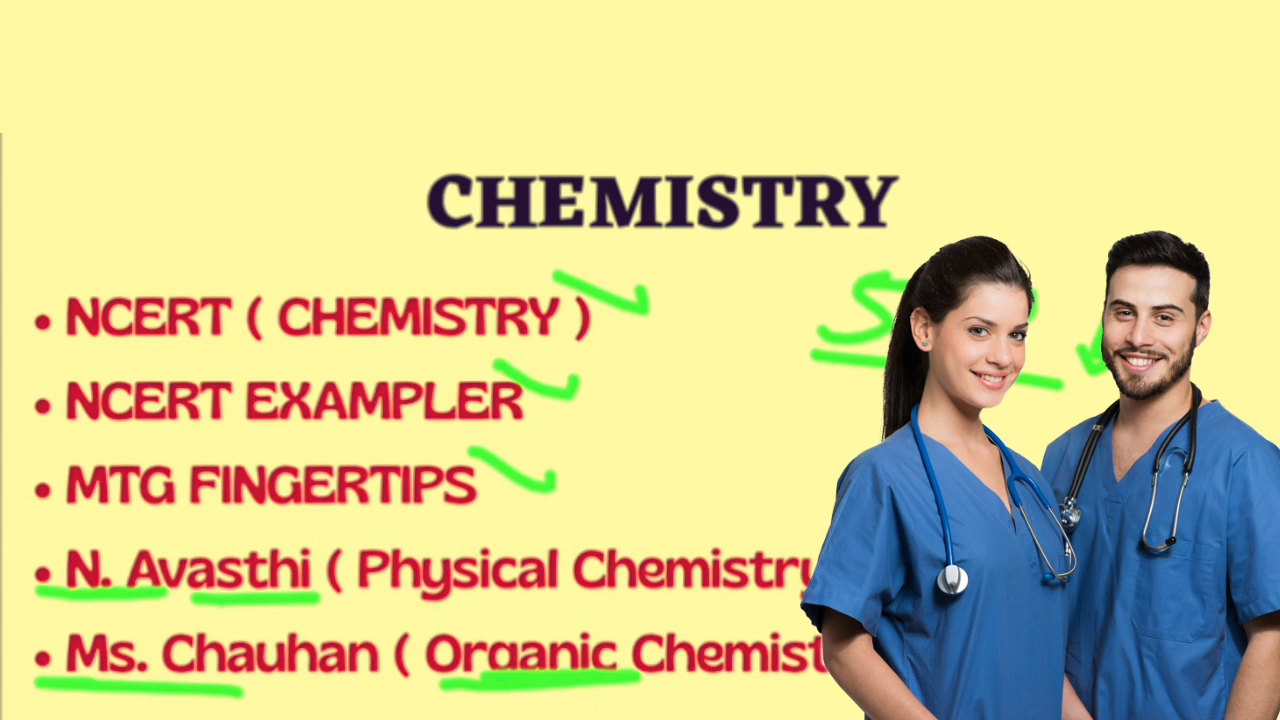 CHEMISTRY
• NCERT ( CHEMISTRY )
• NCERT EXAMPLER
• MTG FINGERTIPS
• N. Avasthi ( Physical Chemistry
• Ms. Chauhan ( Organic Chemist